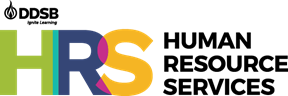 DDSB
Ignite Learning
HRS
HUMAN
RESOURCE
SERVICES